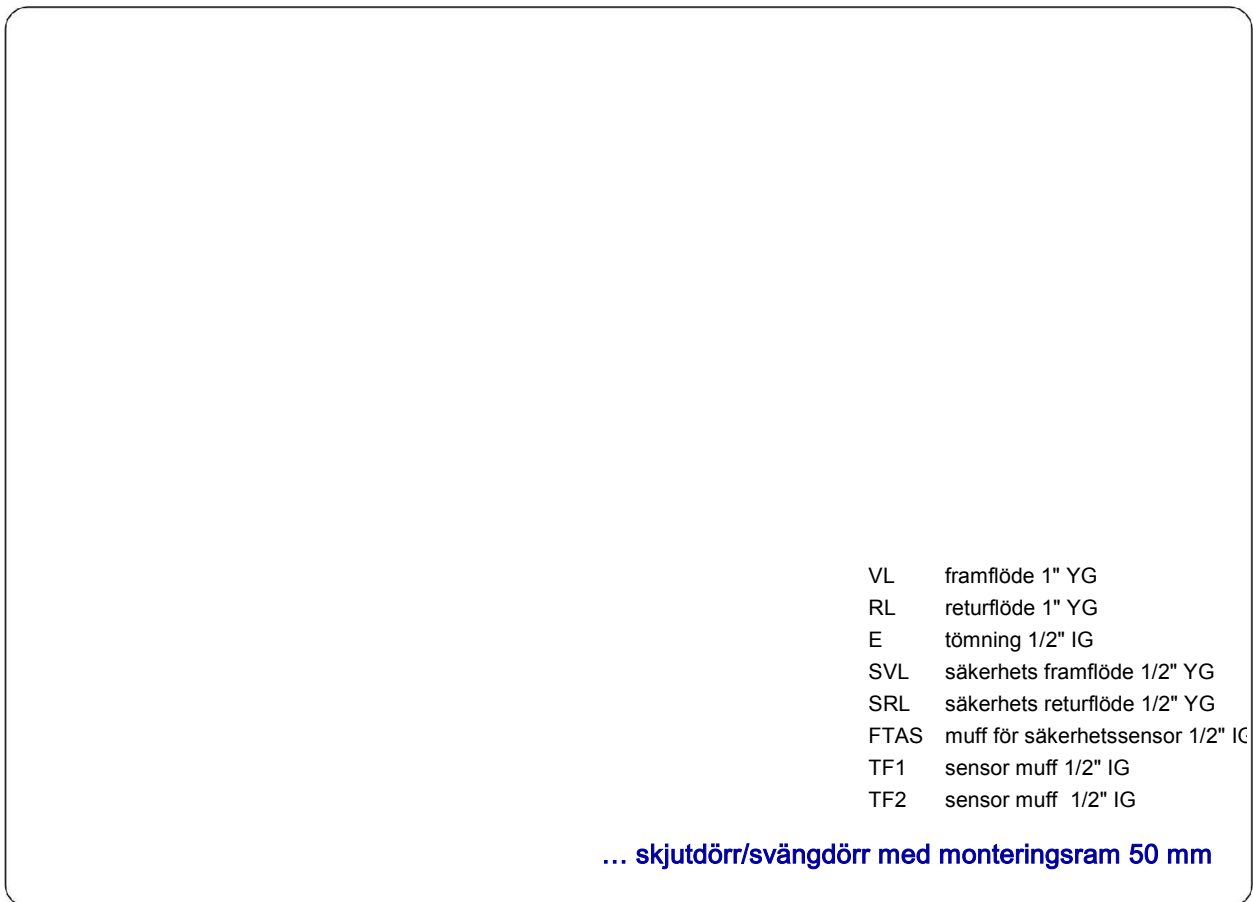 VL framflöde 1" YG
RL returflöde 1" YG
E tömning 1/2" IG
SVL säkerhets framflöde 1/2" YG
SRL säkerhets returflöde 1/2" YG
FTAS muff för säkerhetssensor 1/2" IG
TF1 sensor muff 1/2" IG
TF2 sensor muff 1/2" IG
… skjutdörr/svängdörr med monteringsram 50 mm